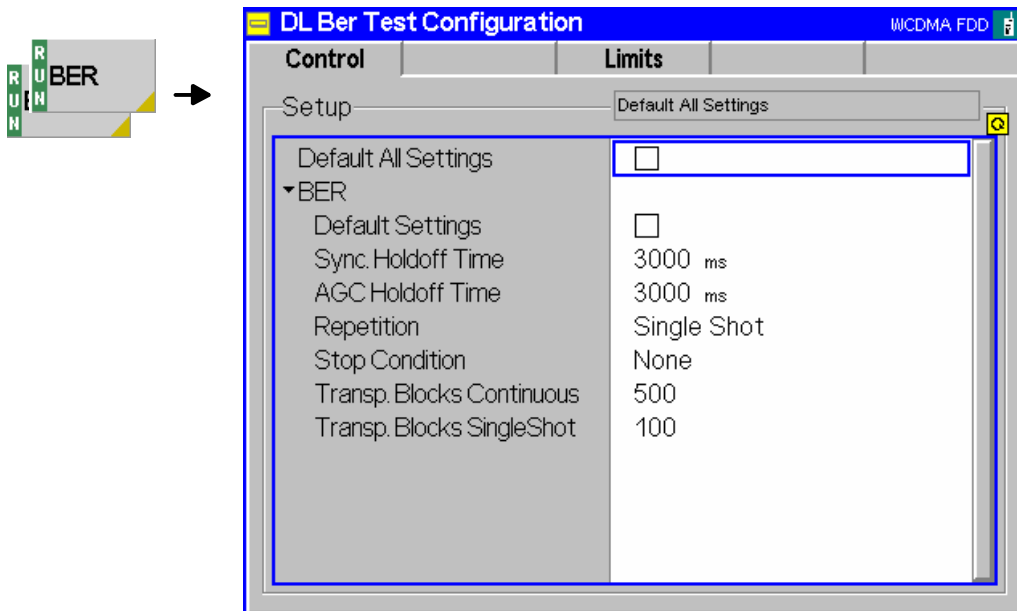 DL Ber Test Configuration WCDMA FDD
RUN BER
RUN
Control Limits
Setup Default All Settings
Default All Settings
BER
Default Settings
Sync. Holdoff Time 3000 ms
AGC Holdoff Time 3000 ms
Repetition Single Shot
Stop Condition None
Transp. Blocks Continuous 500
Transp. Blocks SingleShot 100